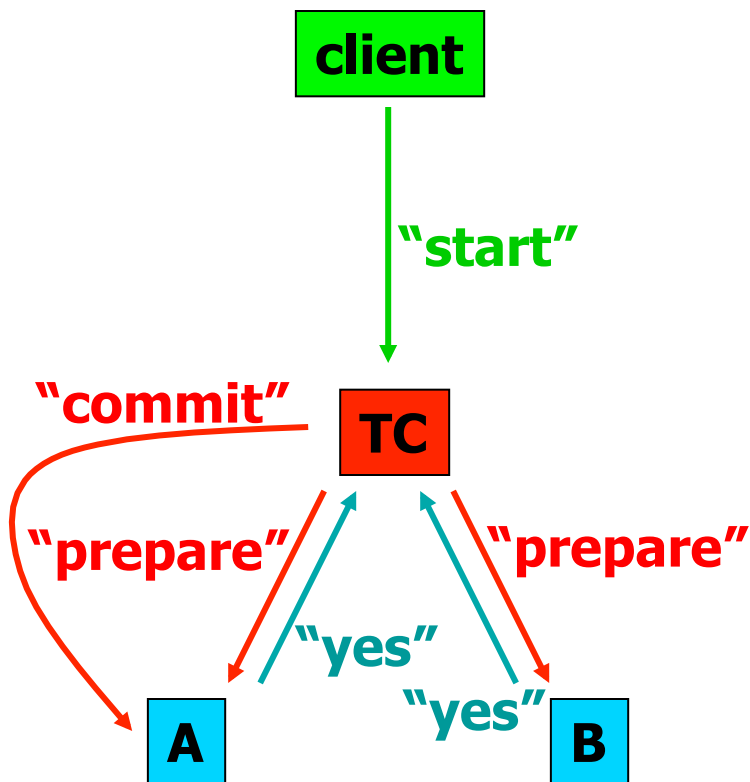 client
“start”
“commit”
TC
“prepare”
“prepare”
“yes”
“yes”
A
B